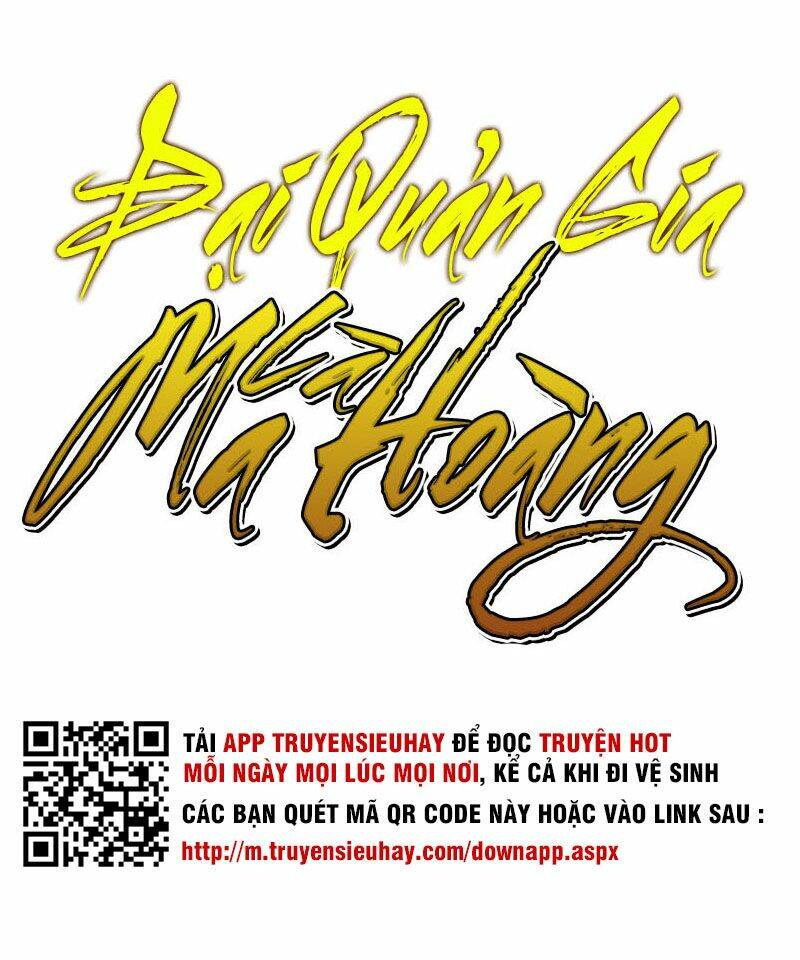 Đại Quản Gia
Là
Ma Hoàng
TẢI APP TRUYENSIEUHAY ĐỂ ĐỌC TRUYỆN HOT
MỖI NGÀY MỌI LÚC MỌI NƠI, KỂ CẢ KHI ĐI VỆ SINH
CÁC BẠN QUÉT MÃ QR CODE NÀY HOẶC VÀO LINK SAU :
http://m.truyensieuhay.com/downapp.aspx